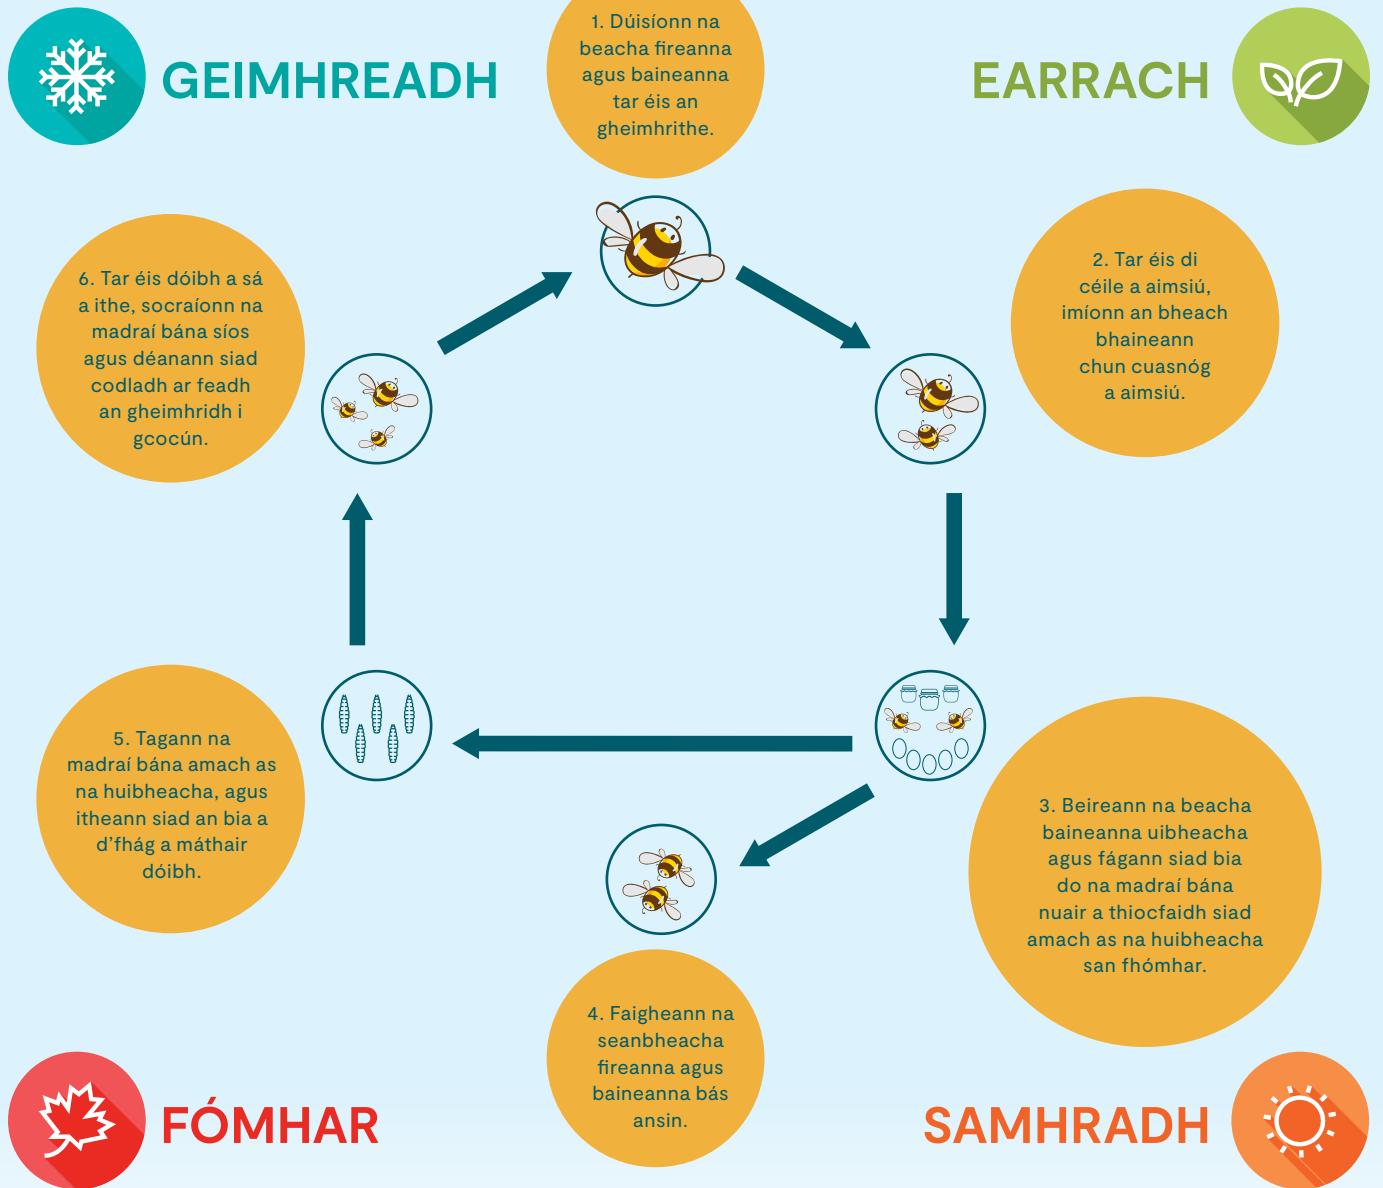 GEIMHREADH
EARRACH
1. Dúisíonn na
beacha fireanna
agus baineanna
tar éis an
gheimhrithe.
2. Tar éis di
céile a aimsiú,
imíonn an bheach
bhaineann
chun cuasnóg
a aimsiú.
3. Beireann na beacha
baineanna uibheacha
agus fágann siad bia
do na madraí bána
nuair a thiocfaidh siad
amach as na huibheacha
san fhómhar.
4. Faigheann na
seanbheacha
fireanna agus
baineanna bás
ansin.
5. Tagann na
madraí bána amach as
na huibheacha, agus
itheann siad an bia a
d'fhág a máthair
dóibh.
6. Tar éis dóibh a sá
a ithe, socraíonn na
madraí bána síos
agus déanann siad
codladh ar feadh
an gheimhridh i
gcocún.
FÓMHAR
SAMHRADH